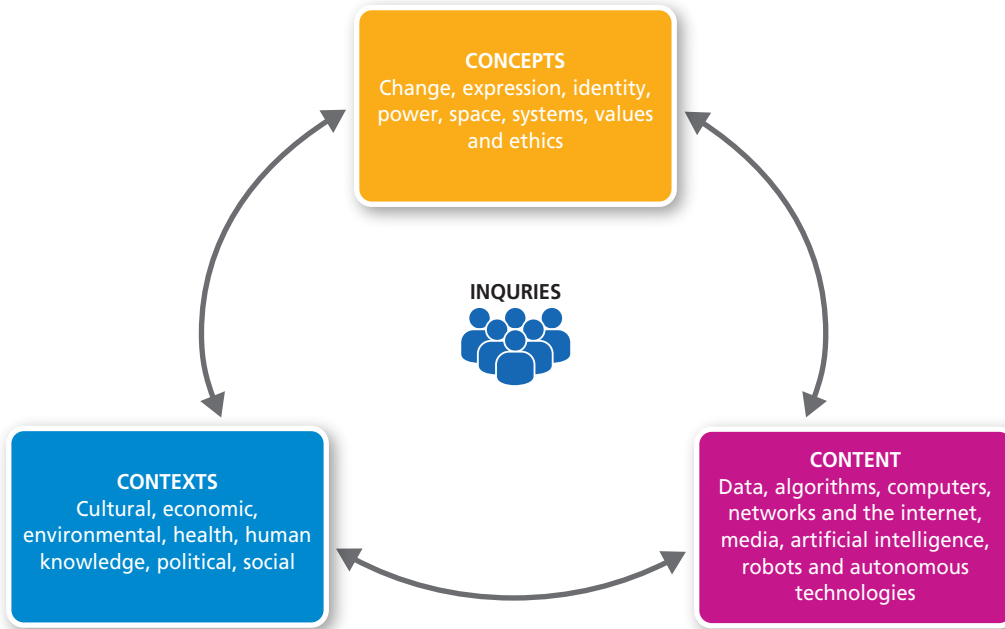 CONCEPTS
Change, expression, identity,
power, space, systems, values
and ethics
INQURIES
CONTEXTS
Cultural, economic,
environmental, health, human
knowledge, political, social
CONTENT
Data, algorithms, computers,
networks and the internet,
media, artificial intelligence,
robots and autonomous
technologies